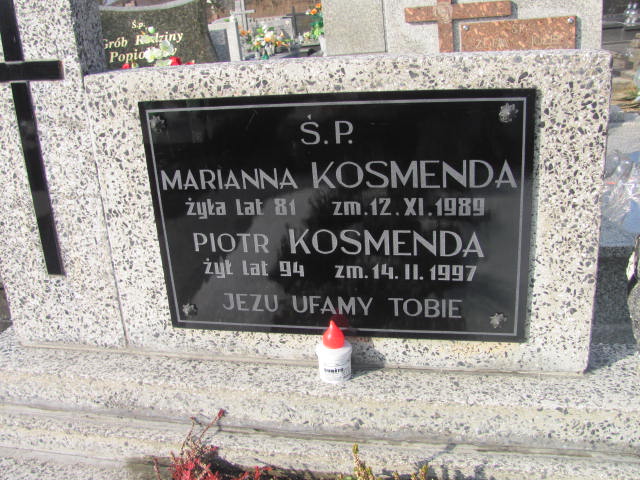 Ś.P.
Grób Rodziny
Ś.P.
MARIANNA KOSMENDA
żyła lat 81 zm. 12. XI. 1989
PIOTR KOSMENDA
żył lat 94 zm. 14. II. 1997
JEZU UFAMY TOBIE